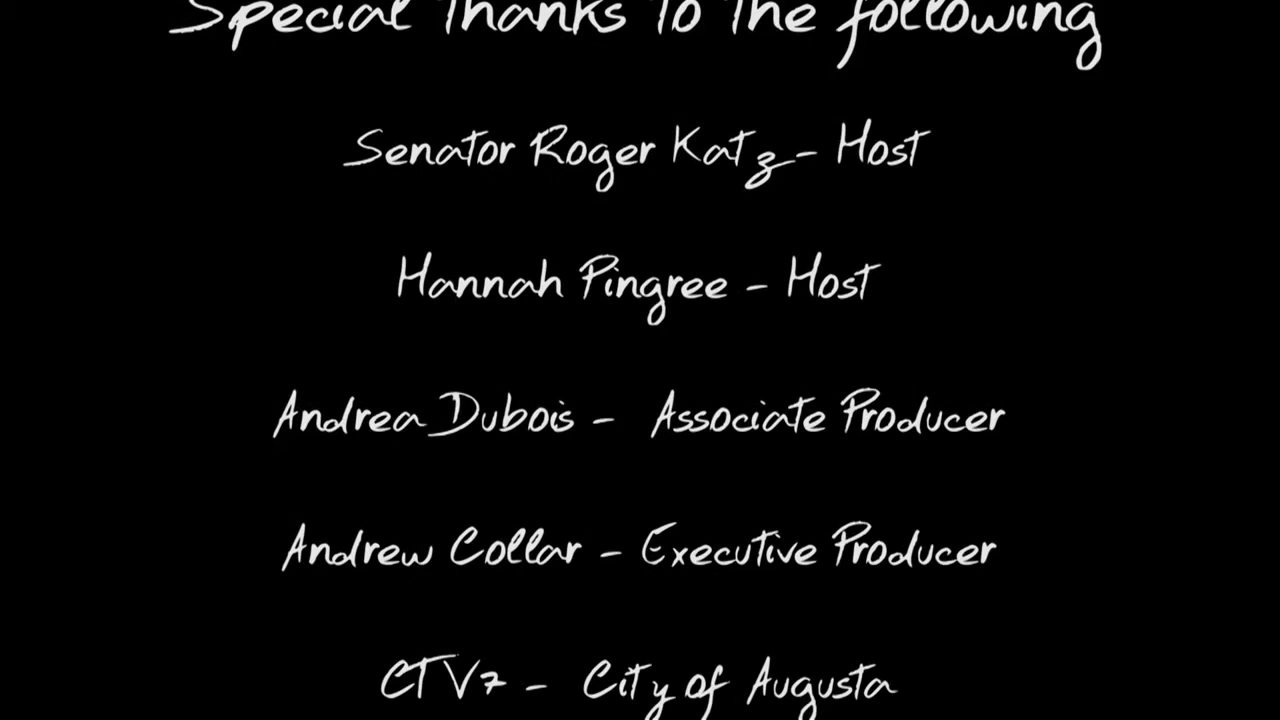 Special Thanks to the following
Senator Roger Katz - Host
Hannah Pingree - Host
Andrea Dubois - Associate Producer
Andrew Collar - Executive Producer
CTV7 - City of Augusta